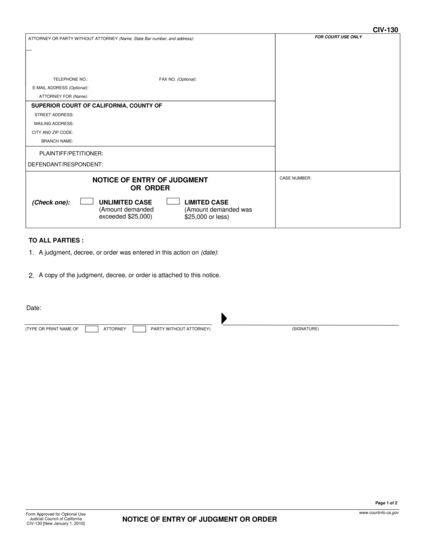 CIV-130
ATTORNEY OR PARTY WITHOUT ATTORNEY (Name, State Bar number, and address):
FOR COURT USE ONLY
TELEPHONE NO.: FAX NO. (Optional):
E-MAIL ADDRESS (Optional):
ATTORNEY FOR (Name):
SUPERIOR COURT OF CALIFORNIA, COUNTY OF
STREET ADDRESS:
MAILING ADDRESS:
CITY AND ZIP CODE:
BRANCH NAME:
PLAINTIFF/PETITIONER:
DEFENDANT/RESPONDENT:
NOTICE OF ENTRY OF JUDGMENT
OR ORDER
CASE NUMBER:
(Check one): UNLIMITED CASE LIMITED CASE
(Amount demanded (Amount demanded was
exceeded $25,000) $25,000 or less)
TO ALL PARTIES :
1. A judgment, decree, or order was entered in this action on (date):
2. A copy of the judgment, decree, or order is attached to this notice.
Date:
(TYPE OR PRINT NAME OF ATTORNEY PARTY WITHOUT ATTORNEY) (SIGNATURE)
Page 1 of 2
Form Approved for Optional Use
Judicial Council of California
CIV-130 [New January 1, 2010]
NOTICE OF ENTRY OF JUDGMENT OR ORDER
www.courtinfo.ca.gov